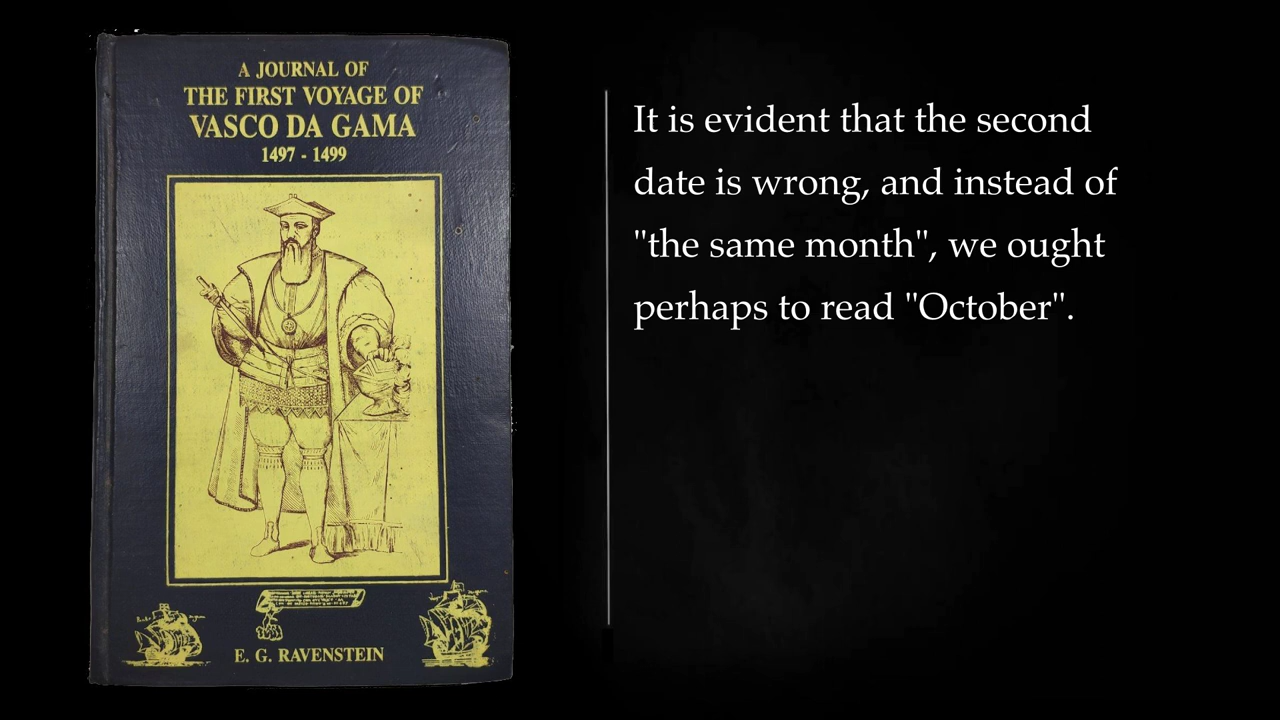 A JOURNAL OF
THE FIRST VOYAGE OF
VASCO DA GAMA
1497 - 1499
E. G. RAVENSTEIN
It is evident that the second
date is wrong, and instead of
"the same month", we ought
perhaps to read "October".